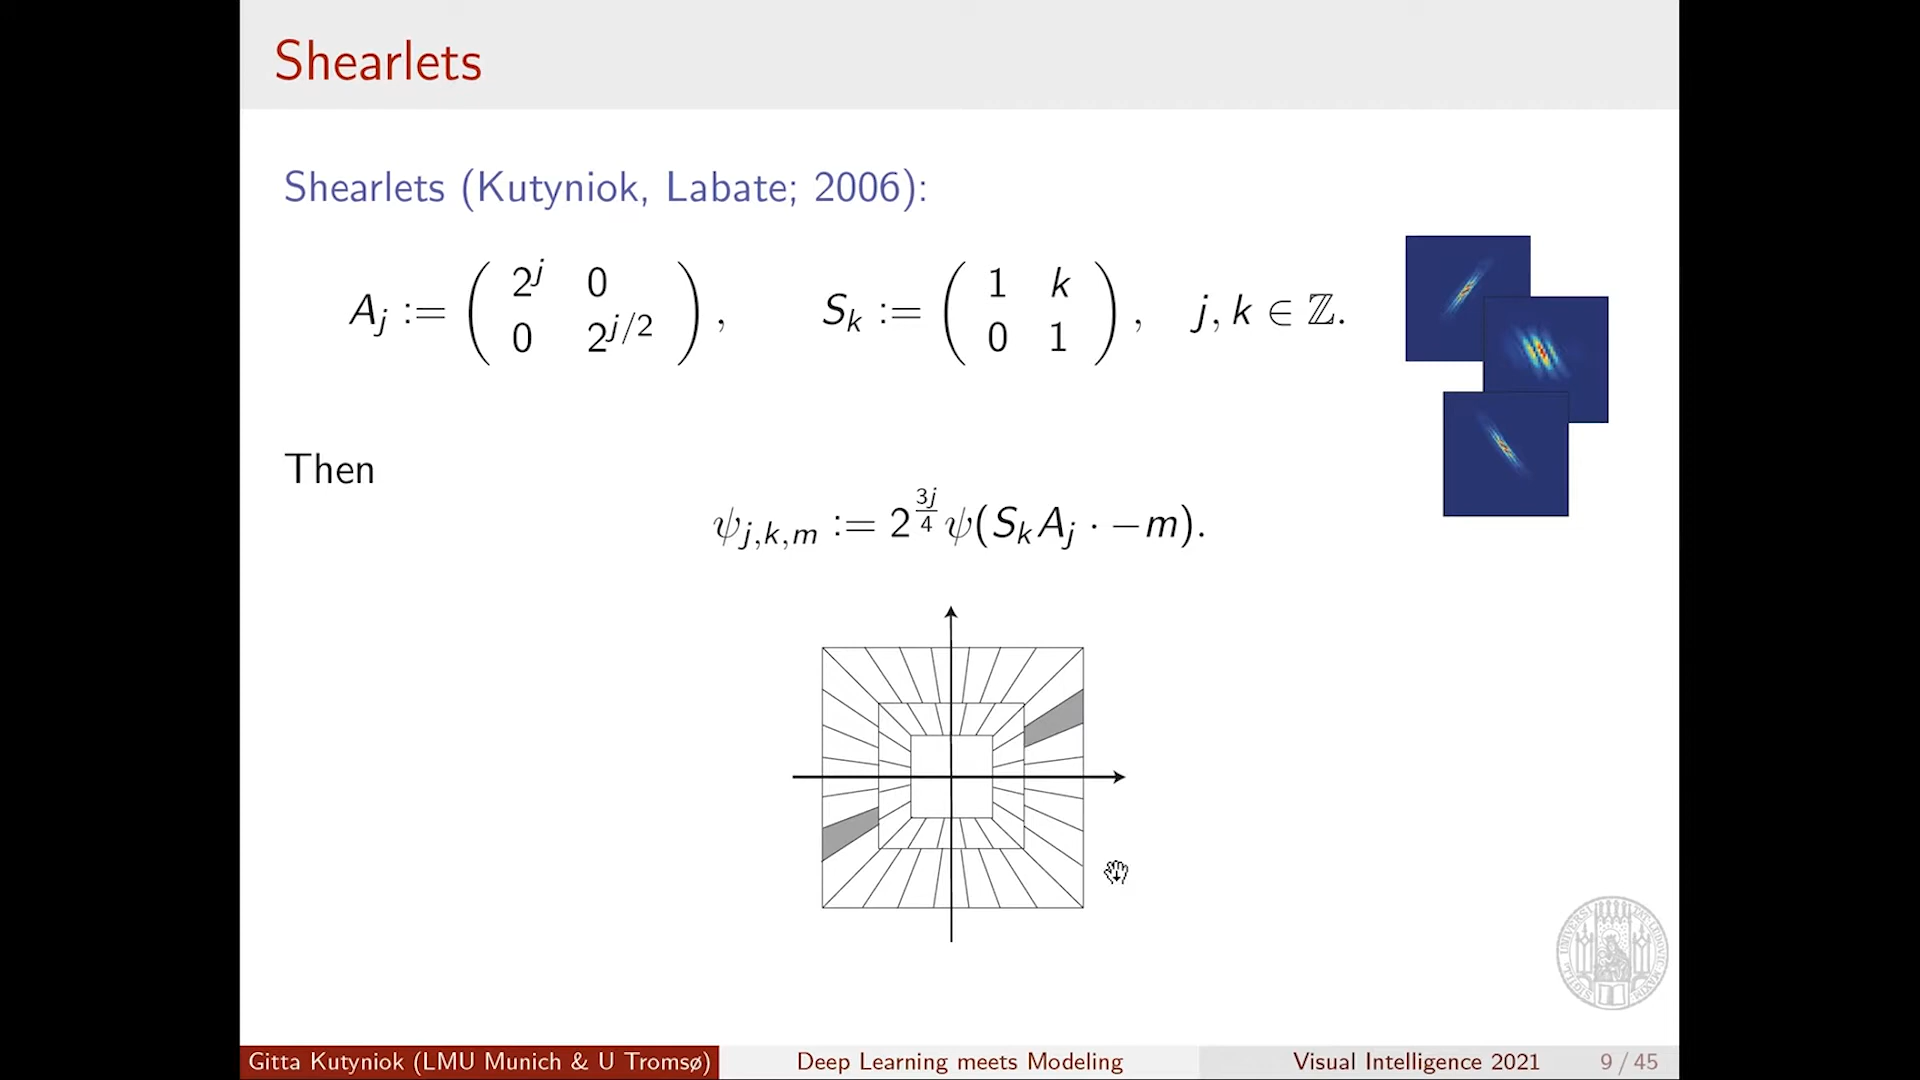 Shearlets
Shearlets (Kutyniok, Labate; 2006):
A_j := ( 2^j 0 ; 0 2^{j/2} ), S_k := ( 1 k ; 0 1 ), j, k ∈ ℤ.
Then
ψ_{j,k,m} := 2^{3j/4} ψ(S_k A_j · −m).
Gitta Kutyniok (LMU Munich & U Tromsø)
Deep Learning meets Modeling
Visual Intelligence 2021
9 / 45